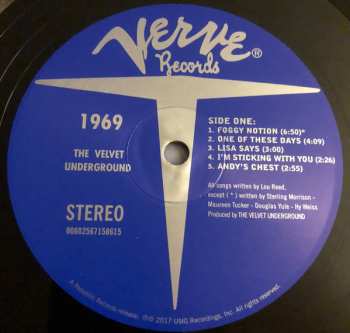 Verve®
Records
1969
THE VELVET
UNDERGROUND
STEREO
00602567158615
SIDE ONE:
1. FOGGY NOTION (6:50)*
2. ONE OF THESE DAYS (4:09)
3. LISA SAYS (3:00)
4. I'M STICKING WITH YOU (2:26)
5. ANDY'S CHEST (2:55)
All songs written by Lou Reed,
except ( * ) written by Sterling Morrison -
Maureen Tucker - Douglas Yule - Hy Weiss
Produced by THE VELVET UNDERGROUND
A Republic Records release; ℗© 2017 UMG Recordings, Inc. All rights reserved.